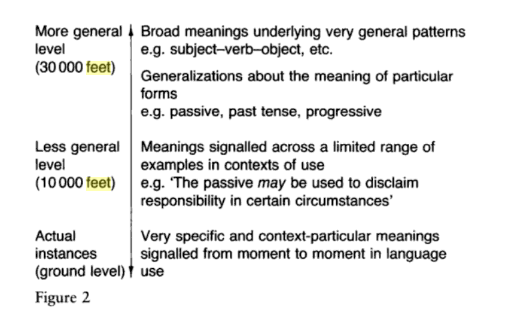 More general level (30 000 feet)
Broad meanings underlying very general patterns
e.g. subject–verb–object, etc.
Generalizations about the meaning of particular
forms
e.g. passive, past tense, progressive
Less general level (10 000 feet)
Meanings signalled across a limited range of
examples in contexts of use
e.g. ‘The passive may be used to disclaim
responsibility in certain circumstances’
Actual instances (ground level)
Very specific and context-particular meanings
signalled from moment to moment in language
use
Figure 2